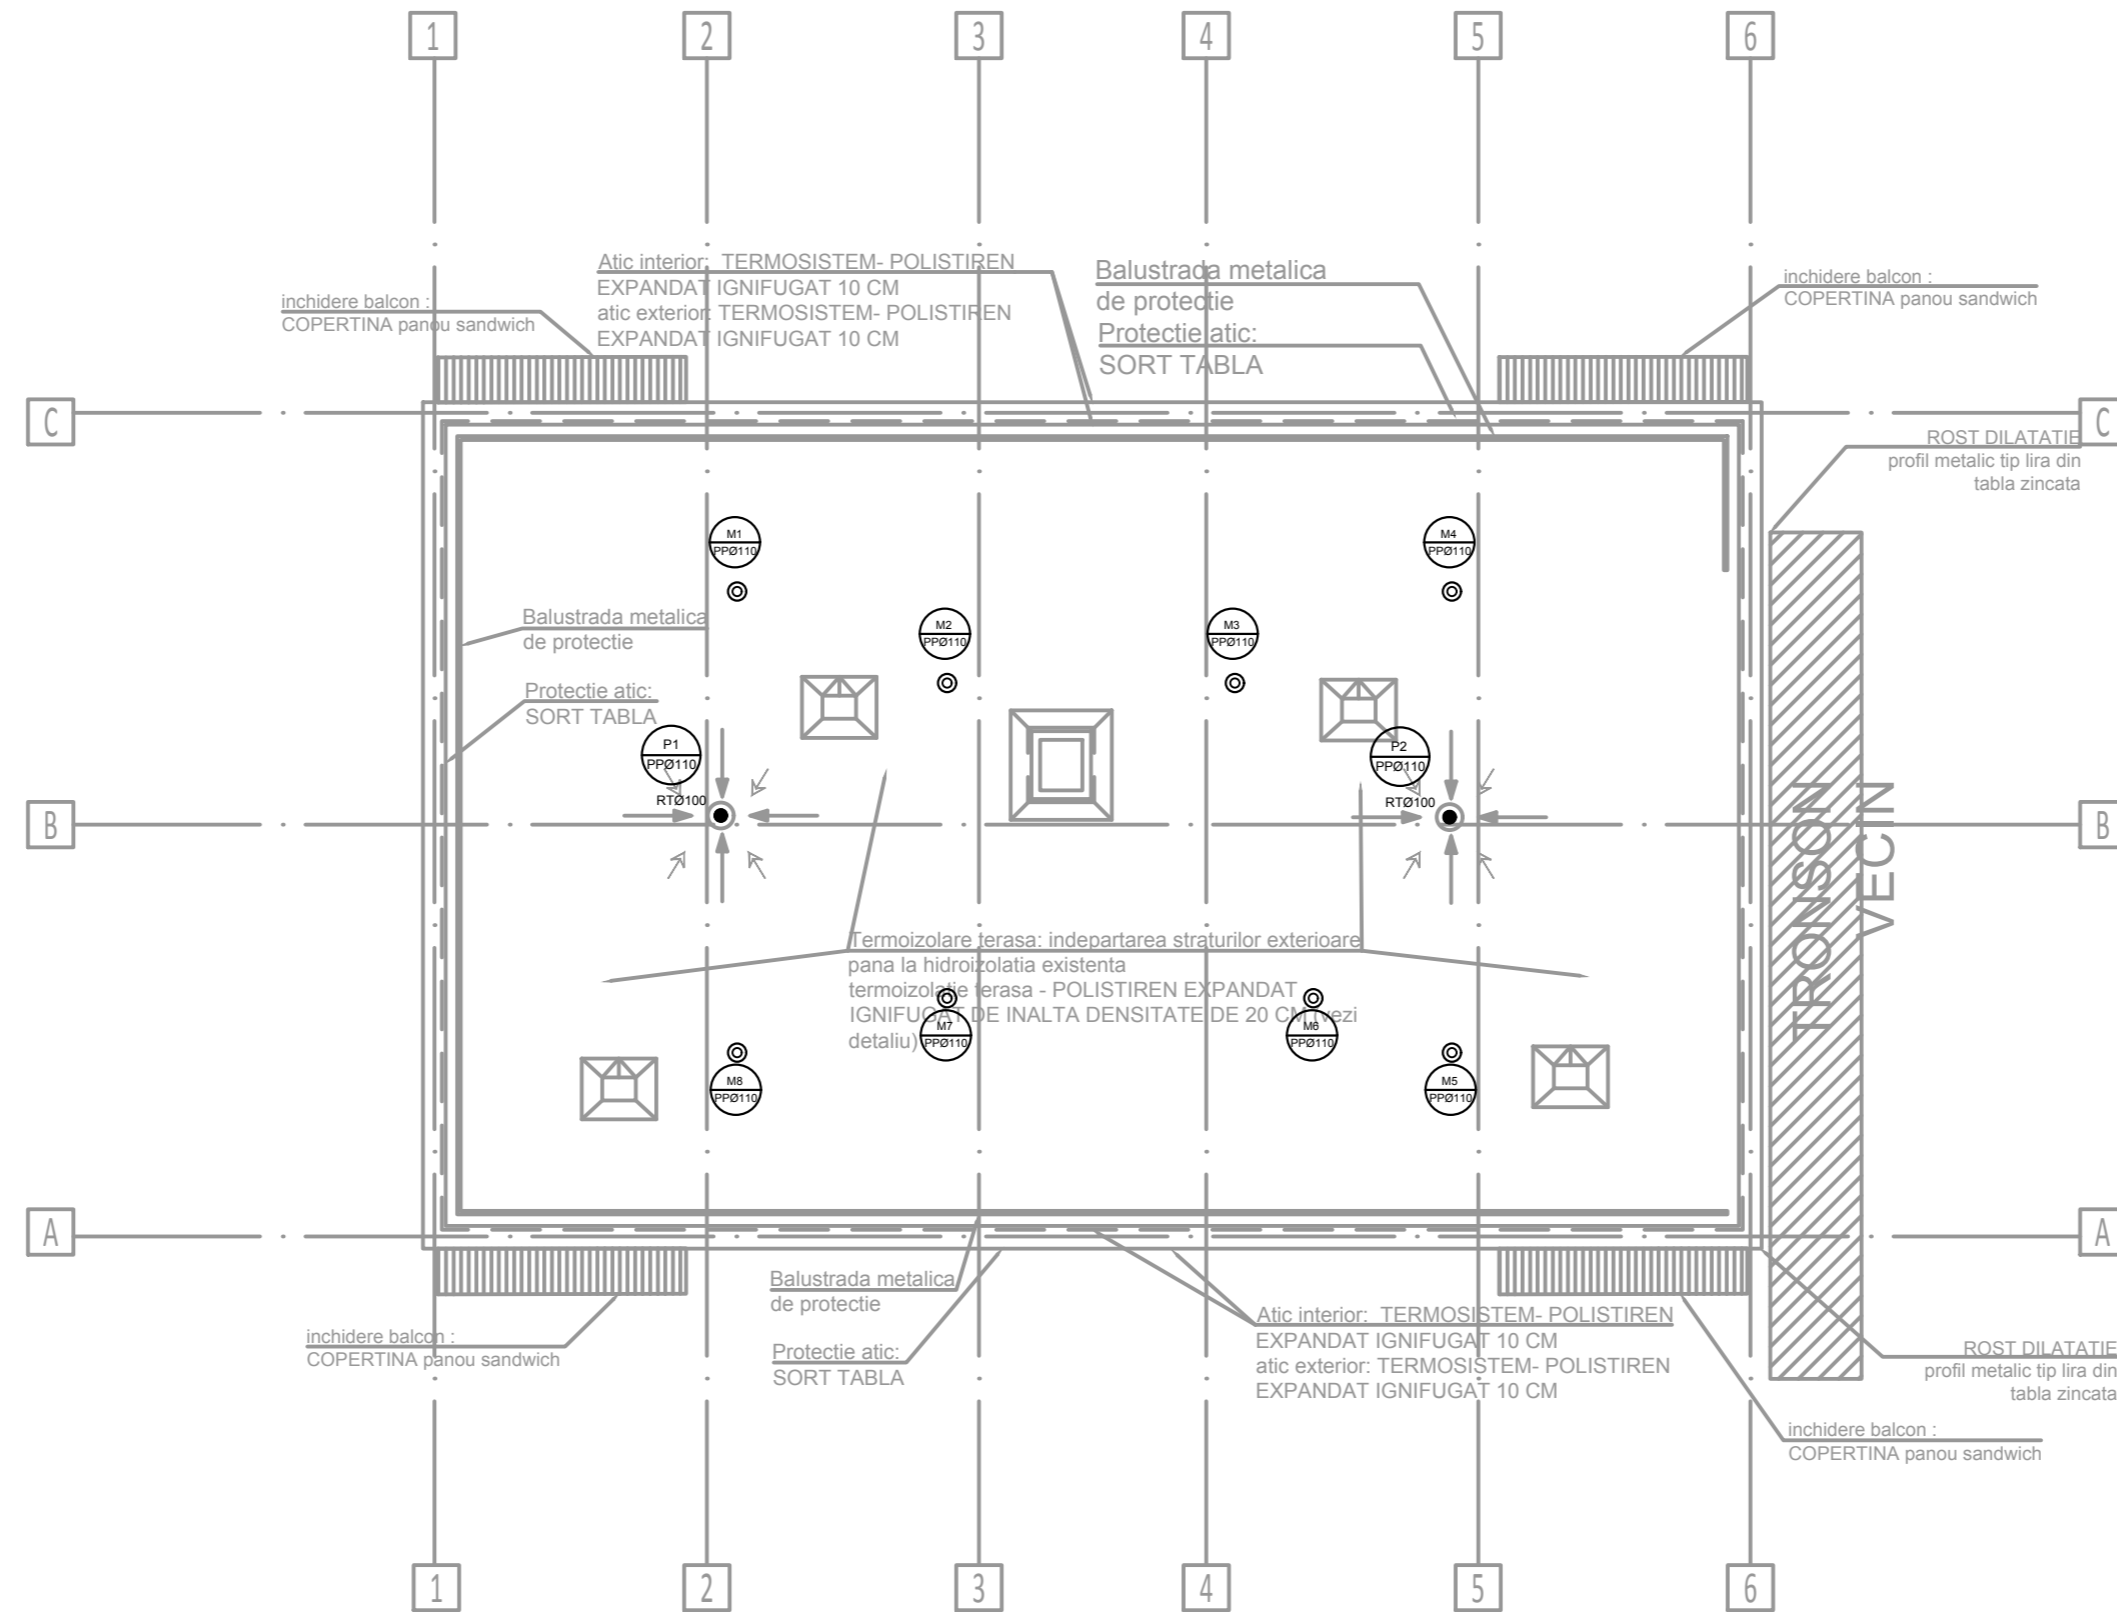 1 2 3 4 5 6
Atic interior: TERMOSISTEM- POLISTIREN
EXPANDAT IGNIFUGAT 10 CM
atic exterior: TERMOSISTEM- POLISTIREN
EXPANDAT IGNIFUGAT 10 CM
Balustrada metalica
de protectie
Protectie atic:
SORT TABLA
inchidere balcon :
COPERTINA panou sandwich
inchidere balcon :
COPERTINA panou sandwich
C
C
ROST DILATATIE
profil metalic tip lira din
tabla zincata
M1
PPØ110
M4
PPØ110
M2
PPØ110
M3
PPØ110
Balustrada metalica
de protectie
Protectie atic:
SORT TABLA
P1
PPØ110
RTØ100
P2
PPØ110
RTØ100
B
B
TRONSON
VECIN
Termoizolare terasa: indepartarea straturilor exterioare
pana la hidroizolatia existenta
termoizolatie terasa - POLISTIREN EXPANDAT
IGNIFUGAT DE INALTA DENSITATE DE 20 CM (vezi
detaliu)
M7
PPØ110
M6
PPØ110
M8
PPØ110
M5
PPØ110
A
A
Balustrada metalica
de protectie
Protectie atic:
SORT TABLA
Atic interior: TERMOSISTEM- POLISTIREN
EXPANDAT IGNIFUGAT 10 CM
atic exterior: TERMOSISTEM- POLISTIREN
EXPANDAT IGNIFUGAT 10 CM
inchidere balcon :
COPERTINA panou sandwich
ROST DILATATIE
profil metalic tip lira din
tabla zincata
inchidere balcon :
COPERTINA panou sandwich
1 2 3 4 5 6